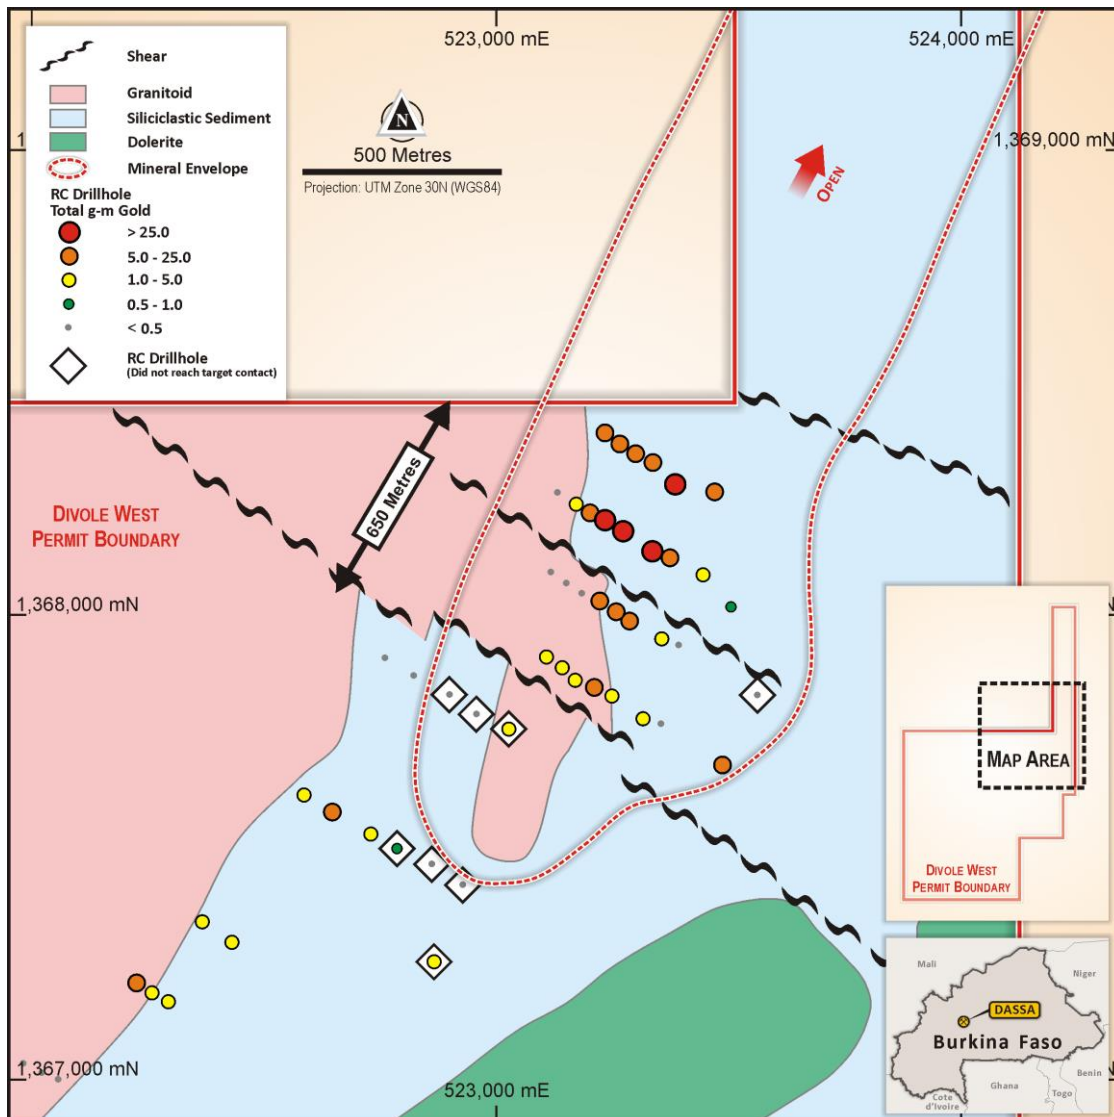 523,000 mE
524,000 mE
Shear
Granitoid
Siliciclastic Sediment
Dolerite
Mineral Envelope
RC Drillhole
Total g-m Gold
> 25.0
5.0 - 25.0
1.0 - 5.0
0.5 - 1.0
< 0.5
RC Drillhole
(Did not reach target contact)
1
N
500 Metres
Projection: UTM Zone 30N (WGS84)
1,369,000 mN
OPEN
650 Metres
DIVOLE WEST
PERMIT BOUNDARY
1,368,000 mN
N
MAP AREA
DIVOLE WEST
PERMIT BOUNDARY
Mali
Niger
DASSA
Burkina Faso
Benin
Ghana
Togo
Cote
d'Ivoire
1,367,000 mN
N
523,000 mE